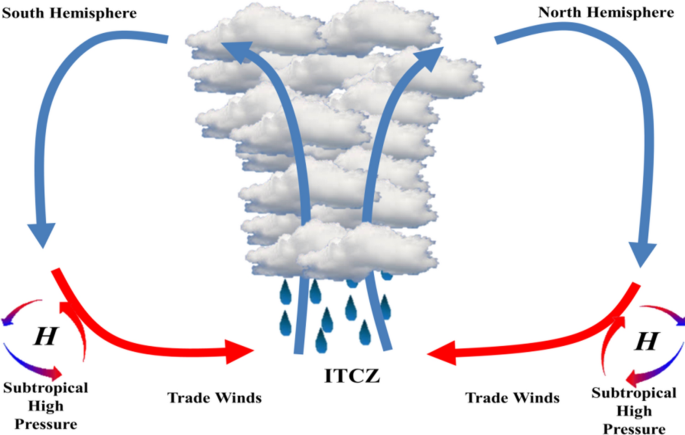 South Hemisphere
North Hemisphere
H
H
Subtropical
High
Pressure
Trade Winds
ITCZ
Trade Winds
Subtropical
High
Pressure